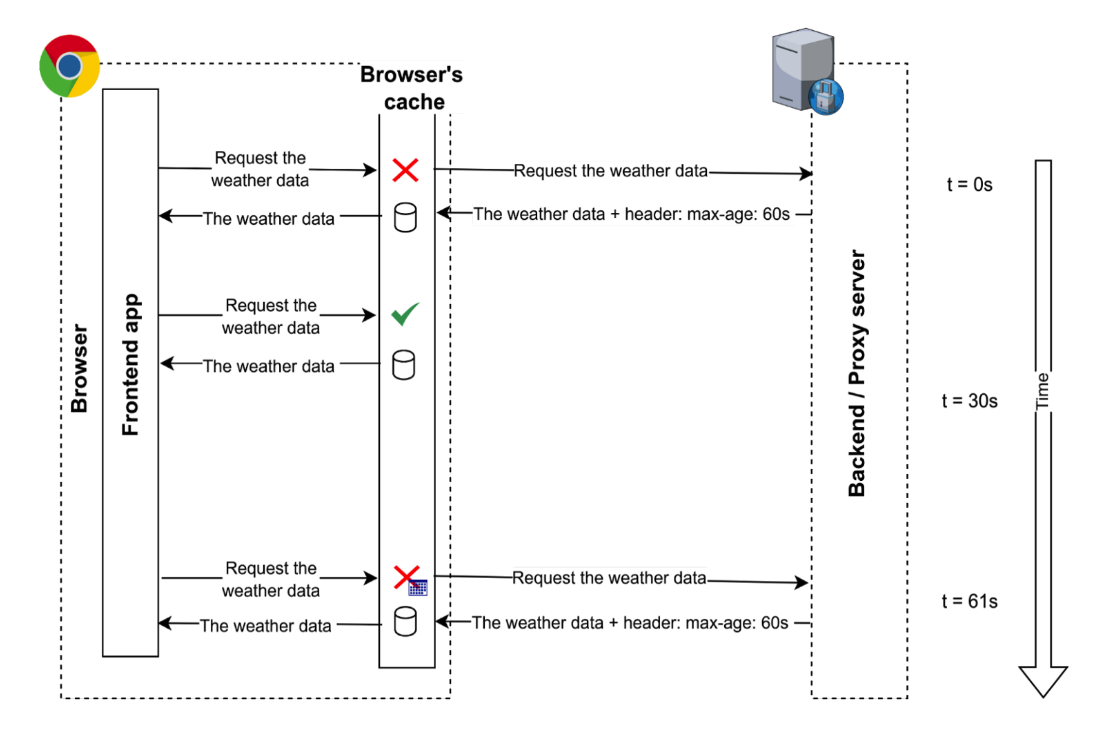 Browser's
cache
Request the
weather data
Request the weather data
t = 0s
The weather data
The weather data + header: max-age: 60s
Request the
weather data
The weather data
Browser
Frontend app
Backend / Proxy server
t = 30s
Time
Request the
weather data
Request the weather data
t = 61s
The weather data
The weather data + header: max-age: 60s